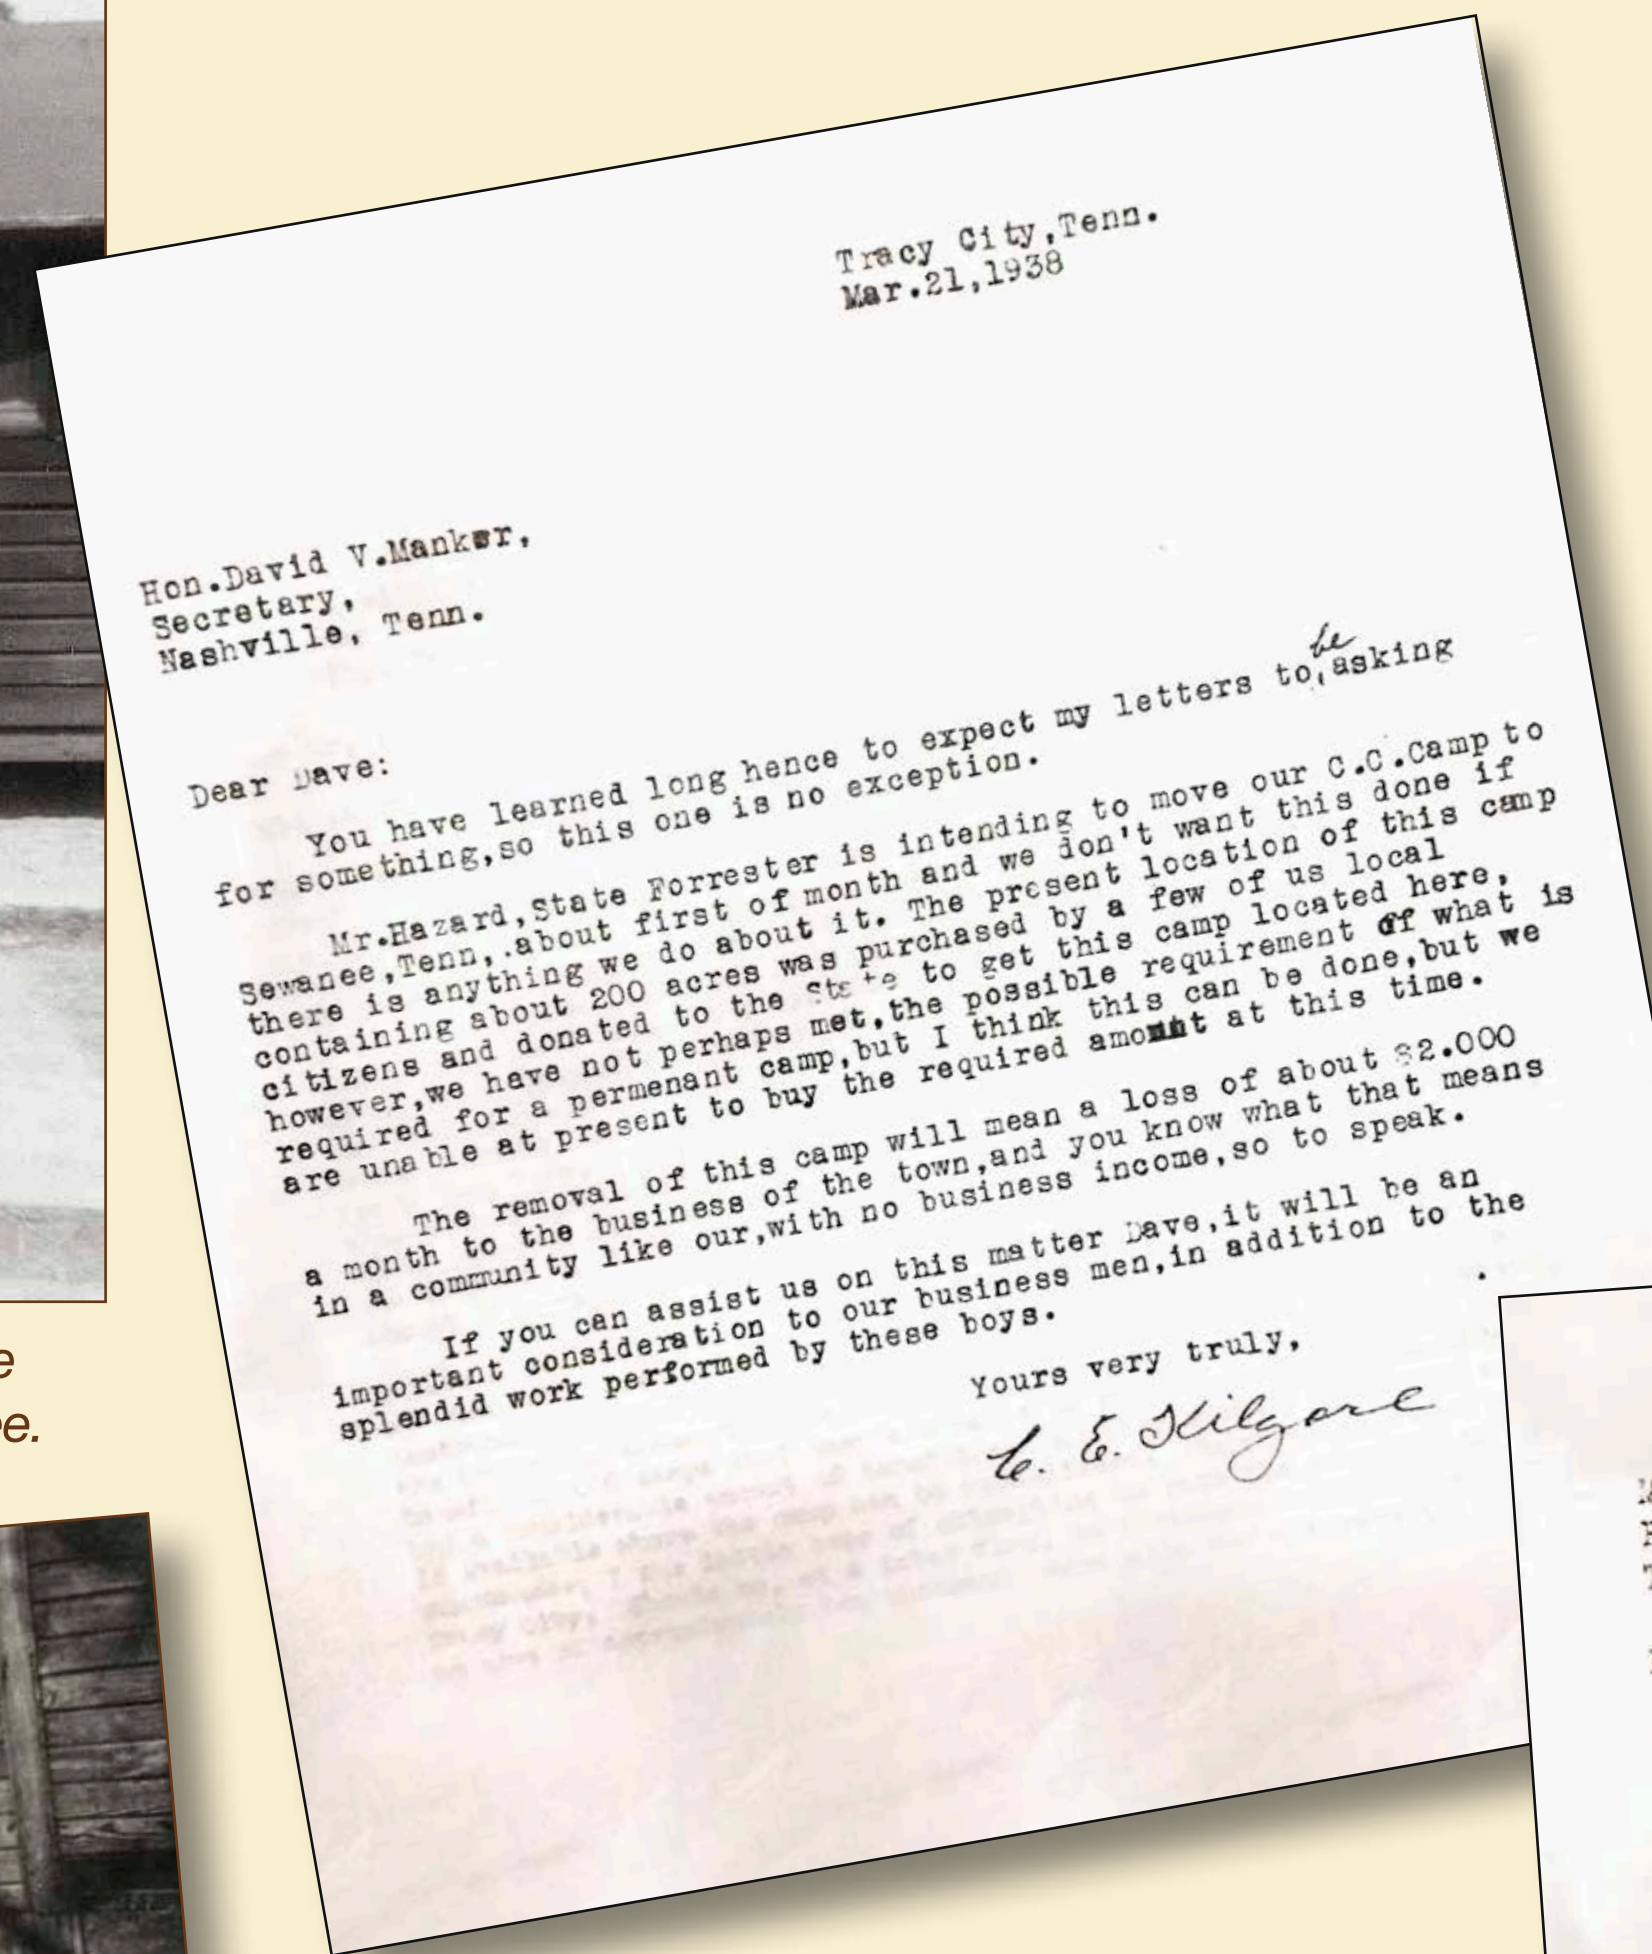 Tracy City,Tenn.
Mar.21,1938
Hon.David V.Manker,
Secretary,
Nashville, Tenn.
Dear Dave:
You have learned long hence to expect my letters to be asking
for something,so this one is no exception.
Mr.Hazard,State Forrester is intending to move our C.C.Camp to
Sewanee,Tenn,.about first of month and we don't want this done if
there is anything we do about it. The present location of this camp
containing about 200 acres was purchased by a few of us local
citizens and donated to the State to get this camp located here,
however,we have not perhaps met,the possible requirement of what is
required for a permenant camp,but I think this can be done,but we
are unable at present to buy the required amount at this time.
The removal of this camp will mean a loss of about $2.000
a month to the business of the town,and you know what that means
in a community like our,with no business income,so to speak.
If you can assist us on this matter Dave,it will be an
important consideration to our business men,in addition to the
splendid work performed by these boys.
Yours very truly,
C. E. Kilgore